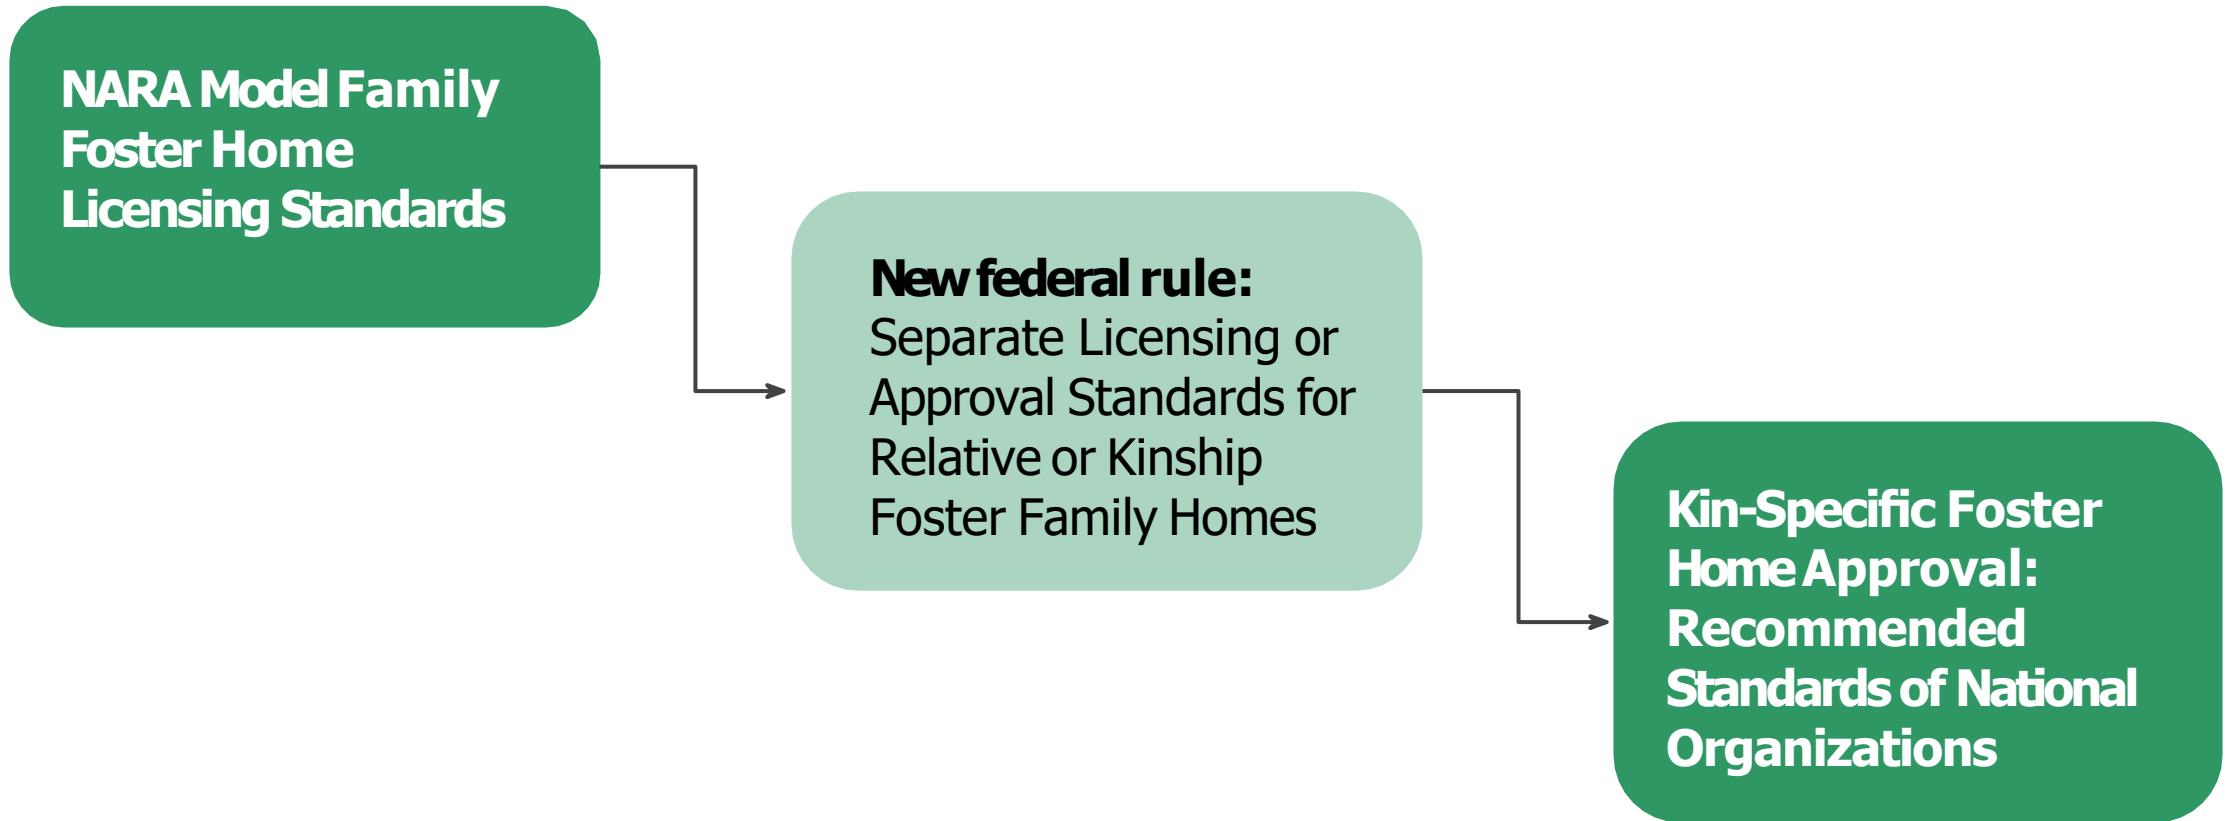 NARA Model Family
Foster Home
Licensing Standards
New federal rule:
Separate Licensing or
Approval Standards for
Relative or Kinship
Foster Family Homes
Kin-Specific Foster
Home Approval:
Recommended
Standards of National
Organizations